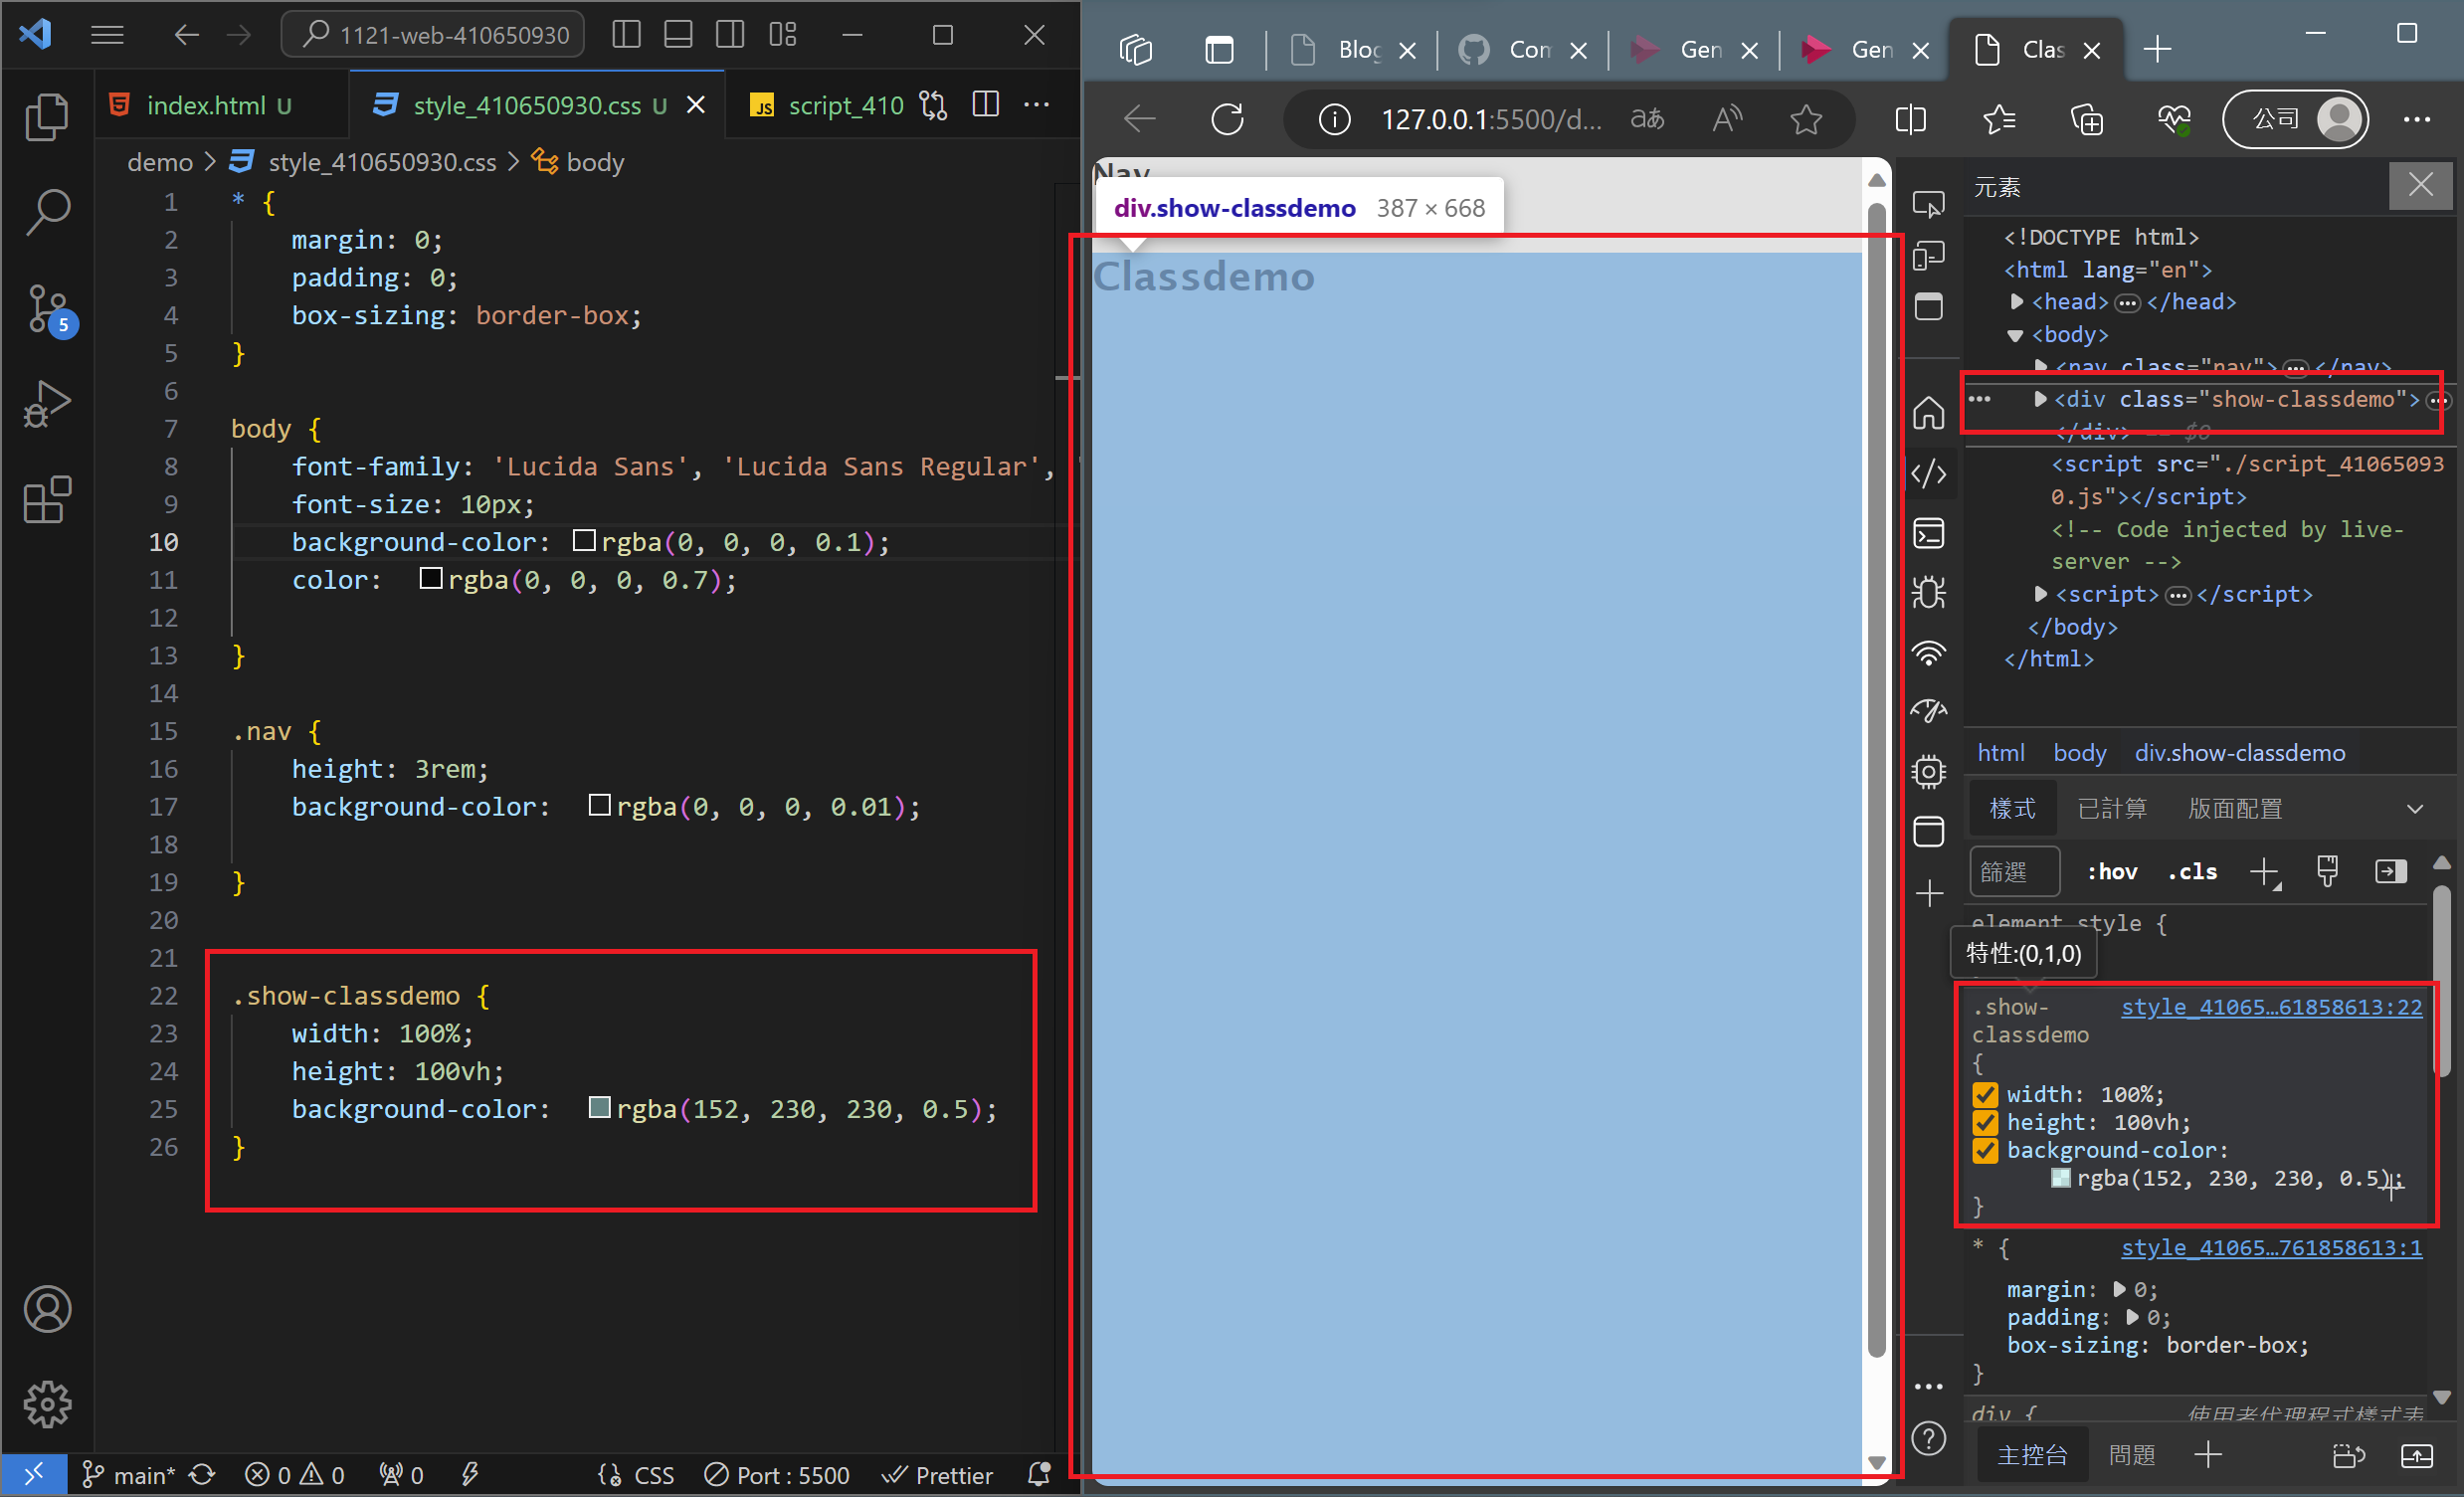 1121-web-410650930
index.html U
style_410650930.css U
JS script_410
demo > style_410650930.css > body
1 * {
2 margin: 0;
3 padding: 0;
4 box-sizing: border-box;
5 }
6
7 body {
8 font-family: 'Lucida Sans', 'Lucida Sans Regular',
9 font-size: 10px;
10 background-color: rgba(0, 0, 0, 0.1);
11 color: rgba(0, 0, 0, 0.7);
12
13 }
14
15 .nav {
16 height: 3rem;
17 background-color: rgba(0, 0, 0, 0.01);
18
19 }
20
21
22 .show-classdemo {
23 width: 100%;
24 height: 100vh;
25 background-color: rgba(152, 230, 230, 0.5);
26 }
5
main*
0 0
0
CSS
Port : 5500
Prettier
Blog
Com
Gen
Gen
Clas
127.0.0.1:5500/d...
aあ
公司
Nav
div.show-classdemo 387 × 668
Classdemo
元素
<!DOCTYPE html>
<html lang="en">
<head> </head>
<body>
<nav class="nav"> </nav>
<div class="show-classdemo">
</div> == $0
<script src="./script_41065093
0.js"></script>
<!-- Code injected by live-
server -->
<script> </script>
</body>
</html>
html body div.show-classdemo
樣式 已計算 版面配置
篩選 :hov .cls
element.style {
特性:(0,1,0)
.show- style_41065…61858613:22
classdemo
{
width: 100%;
height: 100vh;
background-color:
rgba(152, 230, 230, 0.5);
}
* { style_41065…761858613:1
margin: 0;
padding: 0;
box-sizing: border-box;
}
div { 使用者代理程式樣式表
主控台 問題